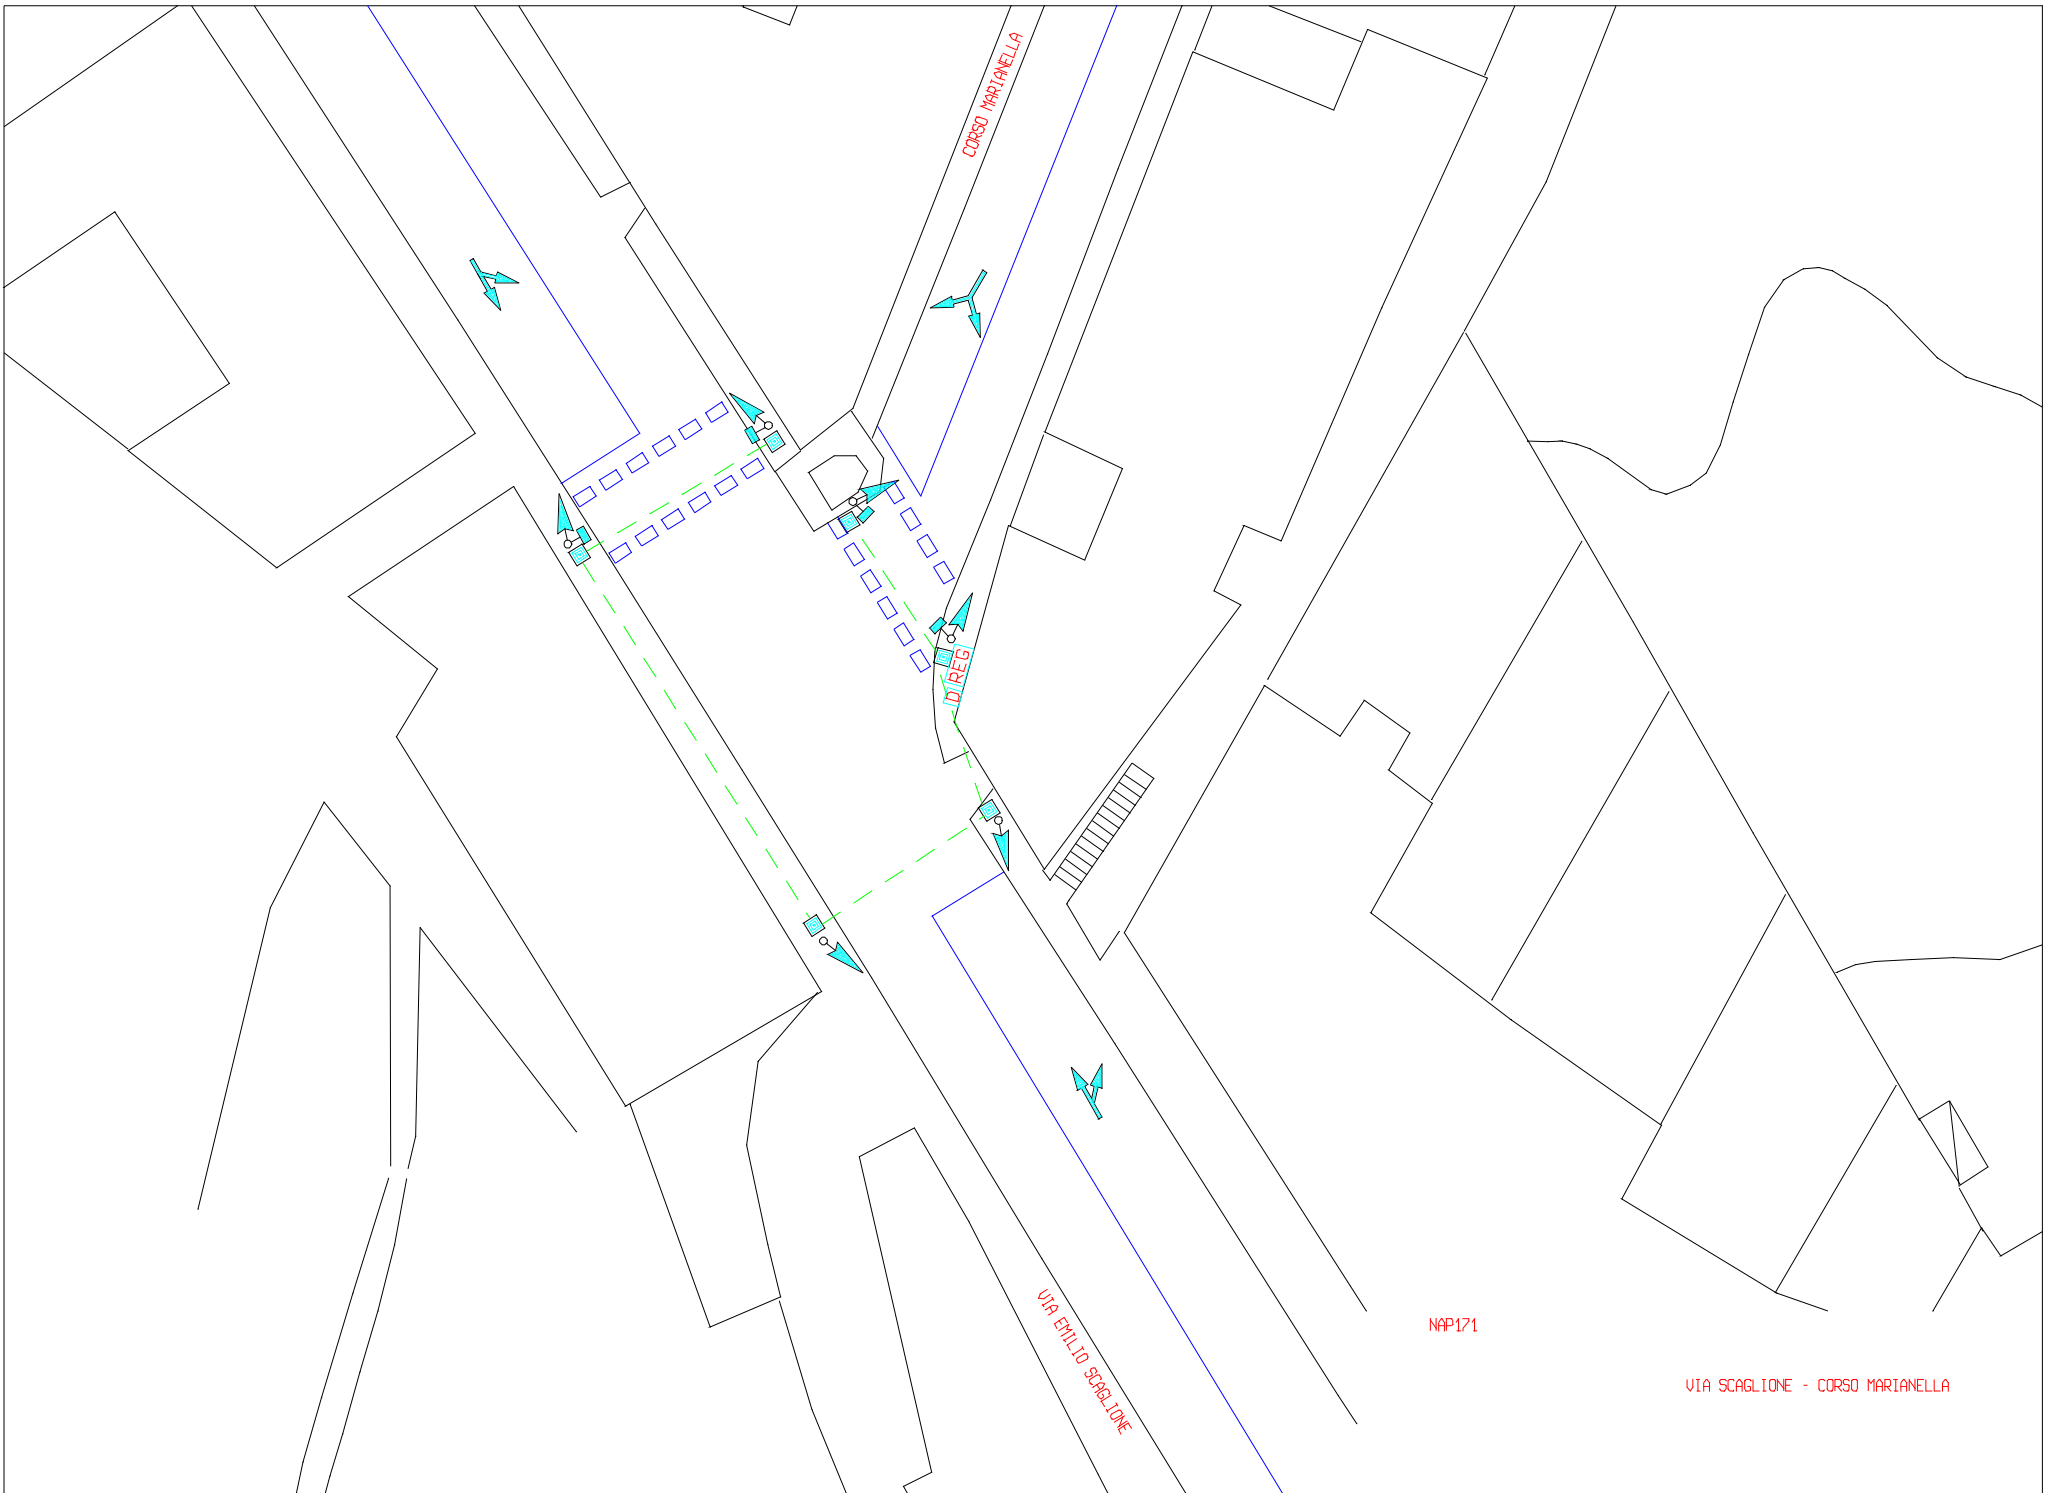 CORSO MARIANELLA
D REG
VIA EMILIO SCAGLIONE
NAP171
VIA SCAGLIONE - CORSO MARIANELLA